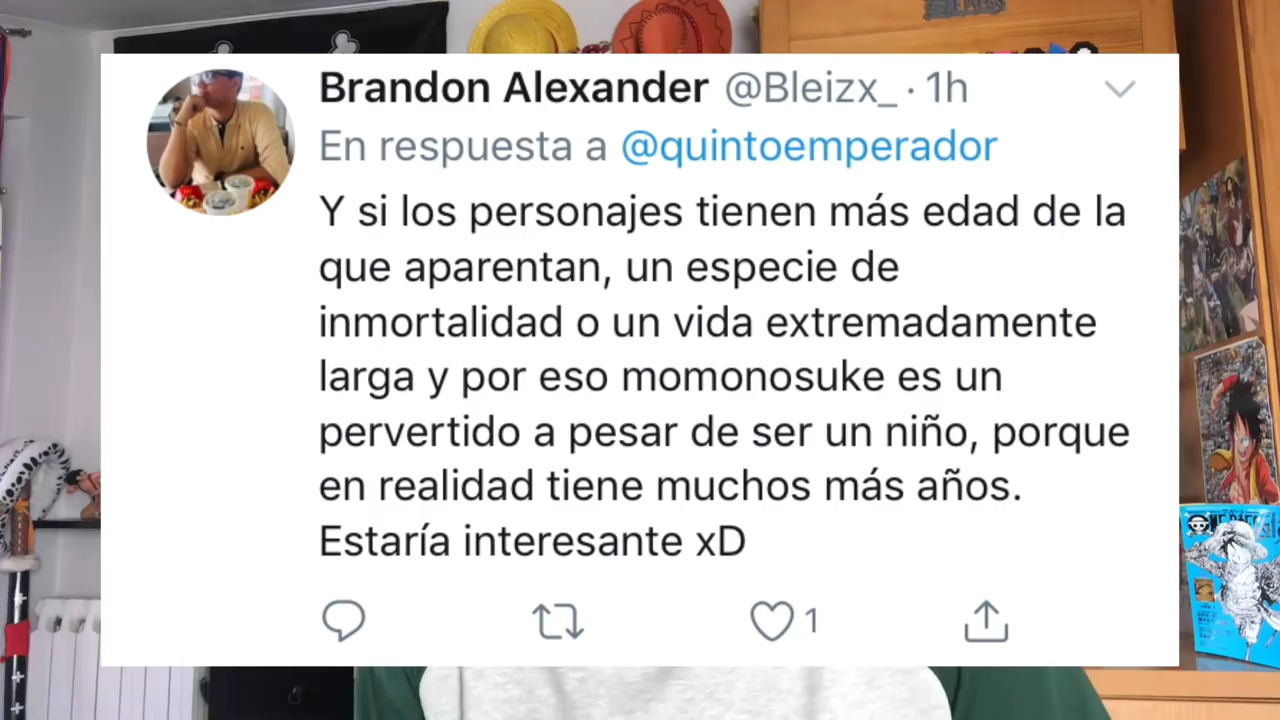 Brandon Alexander @Bleizx_ · 1h
En respuesta a @quintoemperador
Y si los personajes tienen más edad de la
que aparentan, un especie de
inmortalidad o un vida extremadamente
larga y por eso momonosuke es un
pervertido a pesar de ser un niño, porque
en realidad tiene muchos más años.
Estaría interesante xD
1
ONE PIECE